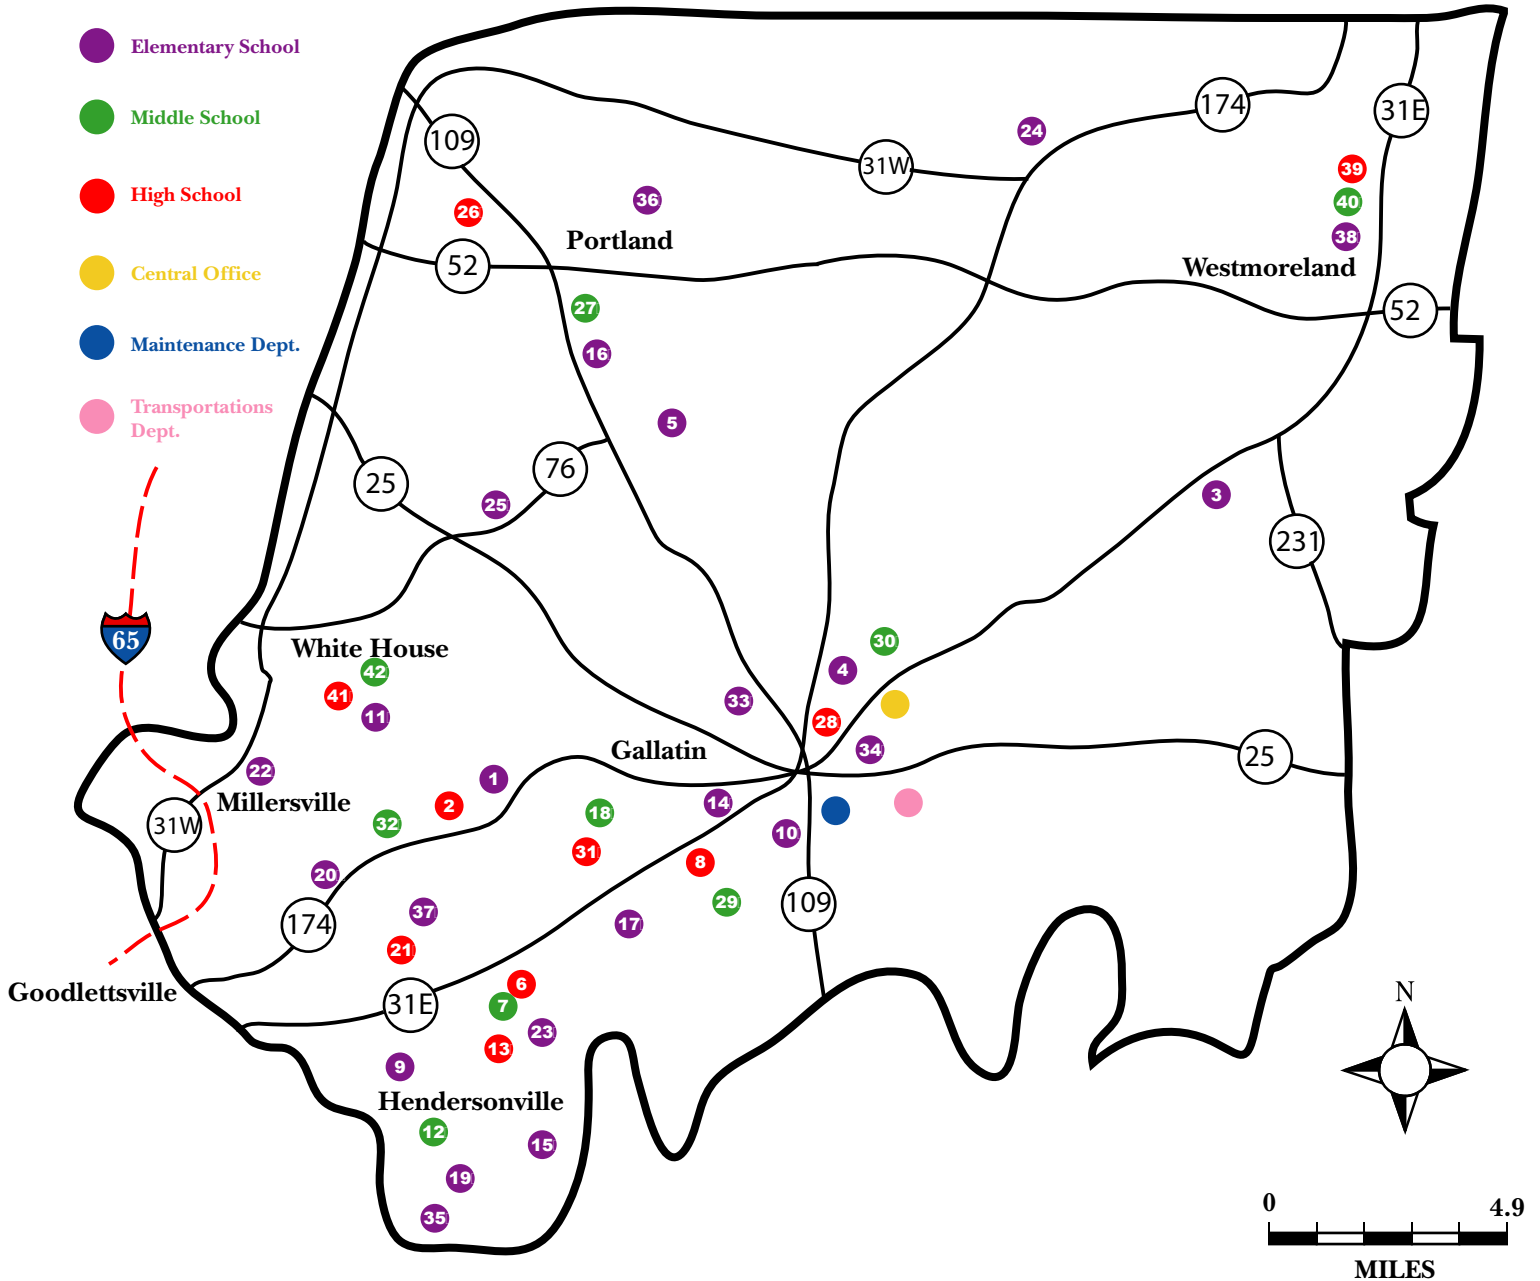 Elementary School
Middle School
High School
Central Office
Maintenance Dept.
Transportations
Dept.
65
109
31W
174
31E
24
39
40
38
26
36
Portland
52
Westmoreland
52
27
16
5
76
25
25
3
231
White House
42
41
11
30
4
33
28
34
Gallatin
25
22
Millersville
31W
1
2
32
18
14
10
31
8
20
29
109
37
17
174
21
Goodlettsville
6
7
31E
23
13
9
Hendersonville
12
15
19
35
N
0 4.9
MILES